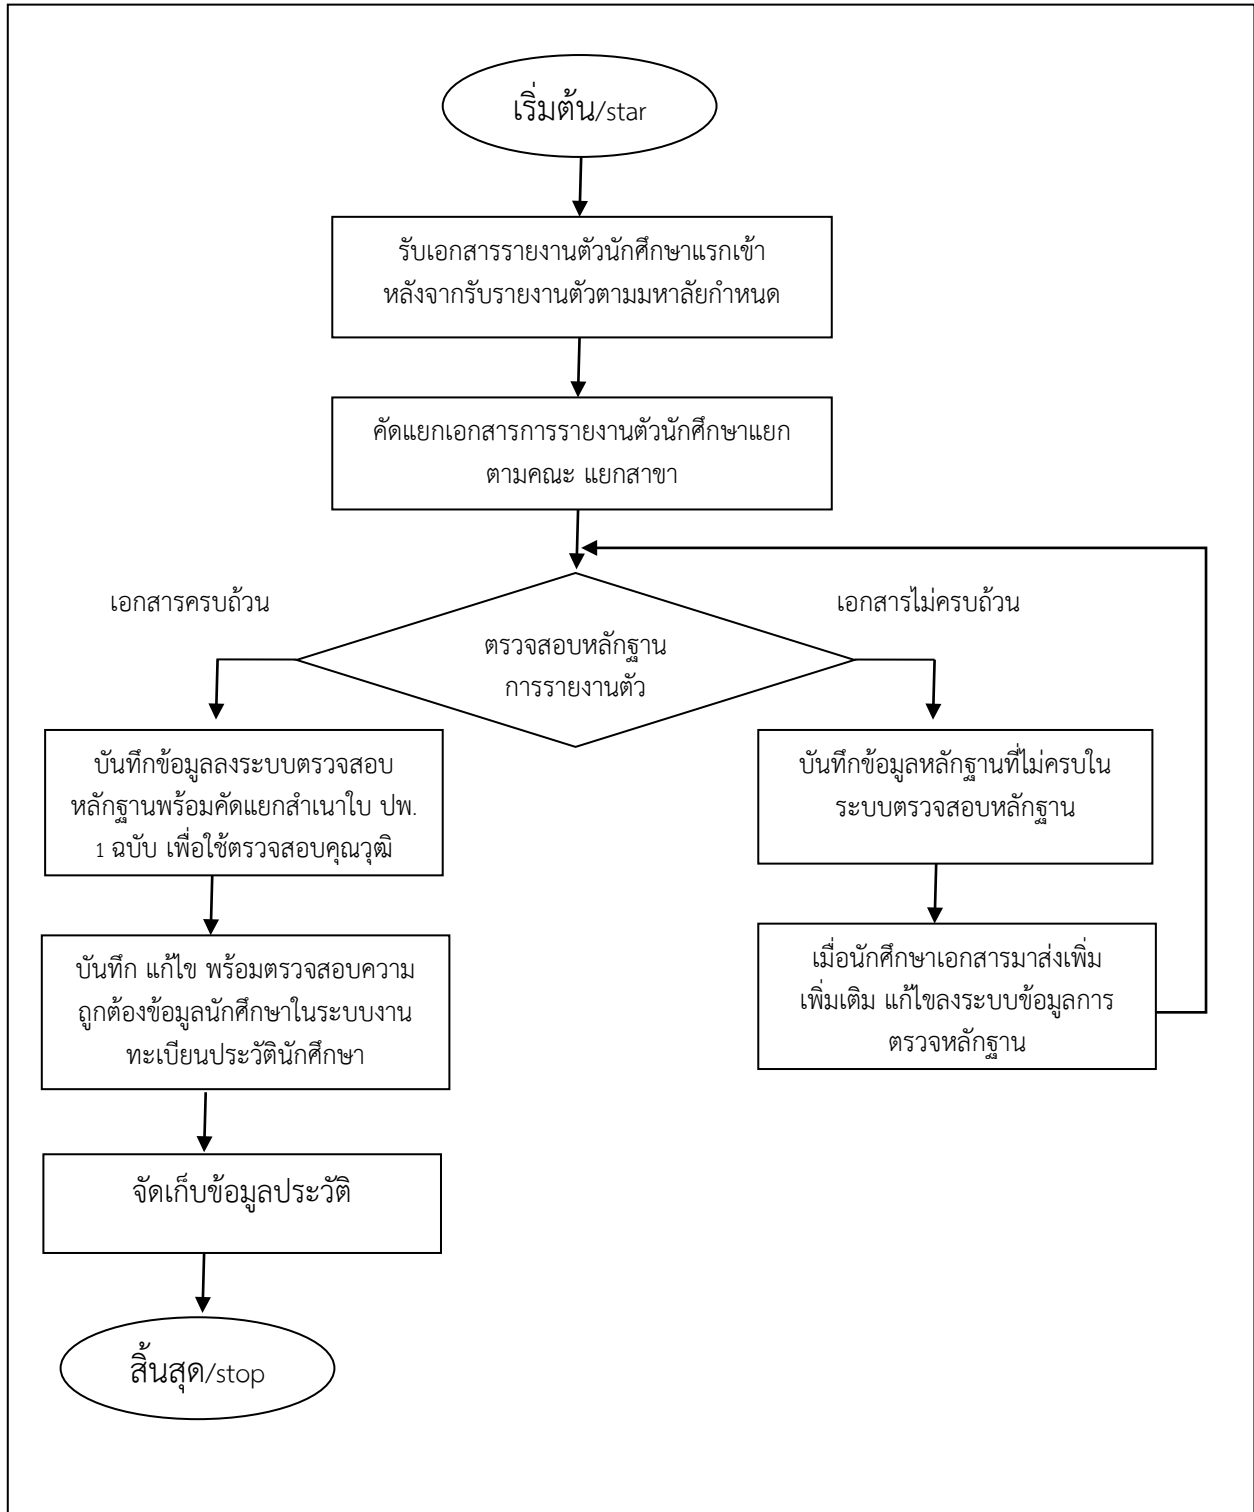 เริ่มต้น/star
รับเอกสารรายงานตัวนักศึกษาแรกเข้า
หลังจากรับรายงานตัวตามมหาลัยกำหนด
คัดแยกเอกสารการรายงานตัวนักศึกษาแยก
ตามคณะ แยกสาขา
เอกสารครบถ้วน
เอกสารไม่ครบถ้วน
ตรวจสอบหลักฐาน
การรายงานตัว
บันทึกข้อมูลลงระบบตรวจสอบ
หลักฐานพร้อมคัดแยกสำเนาใบ ปพ.
1 ฉบับ เพื่อใช้ตรวจสอบคุณวุฒิ
บันทึกข้อมูลหลักฐานที่ไม่ครบใน
ระบบตรวจสอบหลักฐาน
บันทึก แก้ไข พร้อมตรวจสอบความ
ถูกต้องข้อมูลนักศึกษาในระบบงาน
ทะเบียนประวัตินักศึกษา
เมื่อนักศึกษาเอกสารมาส่งเพิ่ม
เพิ่มเติม แก้ไขลงระบบข้อมูลการ
ตรวจหลักฐาน
จัดเก็บข้อมูลประวัติ
สิ้นสุด/stop